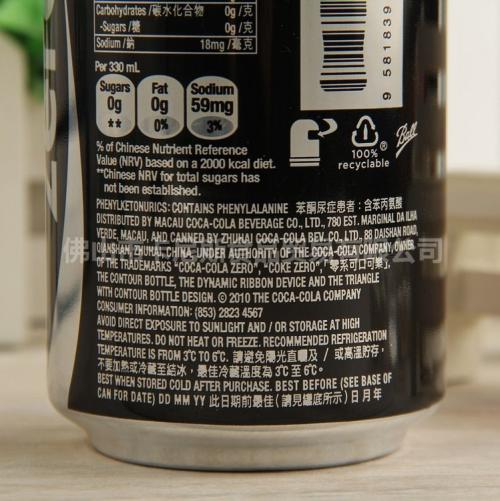 Carbohydrates/碳水化合物 0g /克
-Sugars/糖 0g /克
Sodium/鈉 18mg /毫克
9 581839
zero
Per 330 mL
Sugars 0g **
Fat 0g 0%
Sodium 59mg 3%
100% recyclable
Ball
% of Chinese Nutrient Reference
Value (NRV) based on a 2000 kcal diet.
**Chinese NRV for total sugars has
not been established.
PHENYLKETONURICS: CONTAINS PHENYLALANINE 苯酮尿症患者：含苯丙氨酸
DISTRIBUTED BY MACAU COCA-COLA BEVERAGE CO., LTD., 780 EST. MARGINAL DA ILHA
VERDE, MACAU, AND CANNED BY ZHUHAI COCA-COLA BEV. CO., LTD., 88 DAISHAN ROAD,
QIANSHAN, ZHUHAI, CHINA, UNDER AUTHORITY OF THE COCA-COLA COMPANY, OWNER
OF THE TRADEMARKS "COCA-COLA ZERO", "COKE ZERO", 「零系可口可樂」,
WITH CONTOUR BOTTLE, THE DYNAMIC RIBBON DEVICE AND THE TRIANGLE
WITH CONTOUR BOTTLE DESIGN. © 2010 THE COCA-COLA COMPANY
CONSUMER INFORMATION: (853) 2823 4567
AVOID DIRECT EXPOSURE TO SUNLIGHT AND / OR STORAGE AT HIGH
TEMPERATURES. DO NOT HEAT OR FREEZE. RECOMMENDED REFRIGERATION
TEMPERATURE IS FROM 3℃ TO 6℃. 請避免陽光直曬及 / 或高溫貯存，
不要加熱或冷藏至結冰，最佳冷藏溫度為 3℃ 至 6℃。
BEST WHEN STORED COLD AFTER PURCHASE. BEST BEFORE (SEE BASE OF
CAN FOR DATE) DD MM YY 此日期前最佳 (請見罐底所示) 日月年